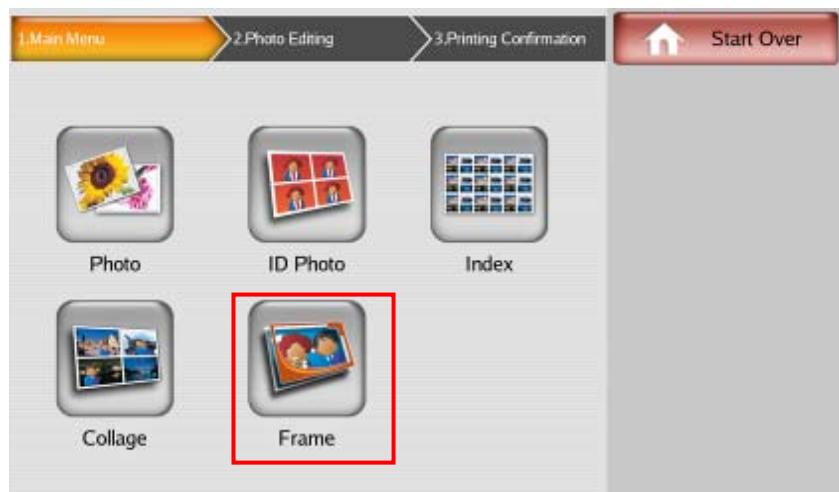 1.Main Menu
2.Photo Editing
3.Printing Confirmation
Start Over
Photo
ID Photo
Index
Collage
Frame